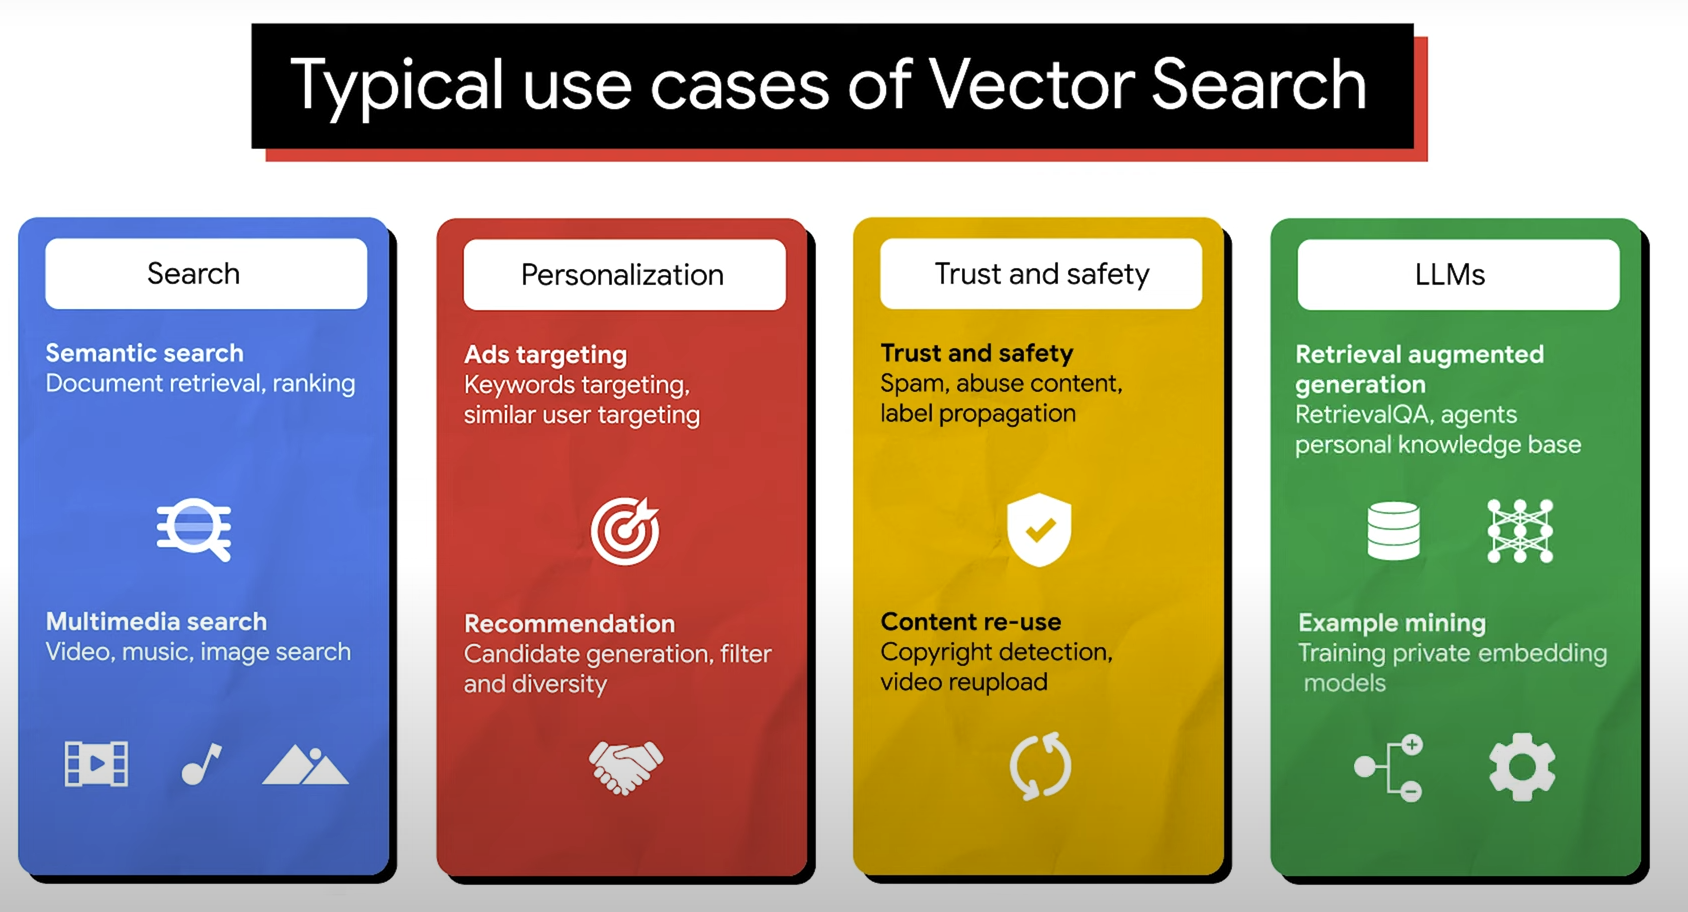 Typical use cases of Vector Search
Search
Semantic search
Document retrieval, ranking
Multimedia search
Video, music, image search
Personalization
Ads targeting
Keywords targeting,
similar user targeting
Recommendation
Candidate generation, filter
and diversity
Trust and safety
Trust and safety
Spam, abuse content,
label propagation
Content re-use
Copyright detection,
video reupload
LLMs
Retrieval augmented
generation
RetrievalQA, agents
personal knowledge base
Example mining
Training private embedding
models